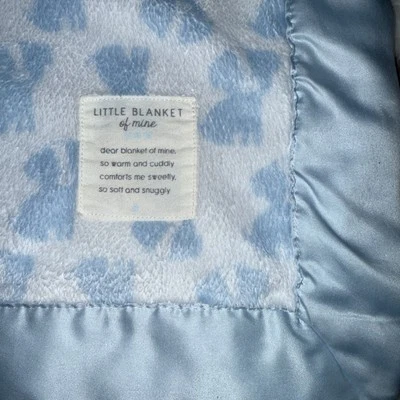 LITTLE BLANKET
of mine
dear blanket of mine,
so warm and cuddly
comforts me sweetly,
so soft and snuggly